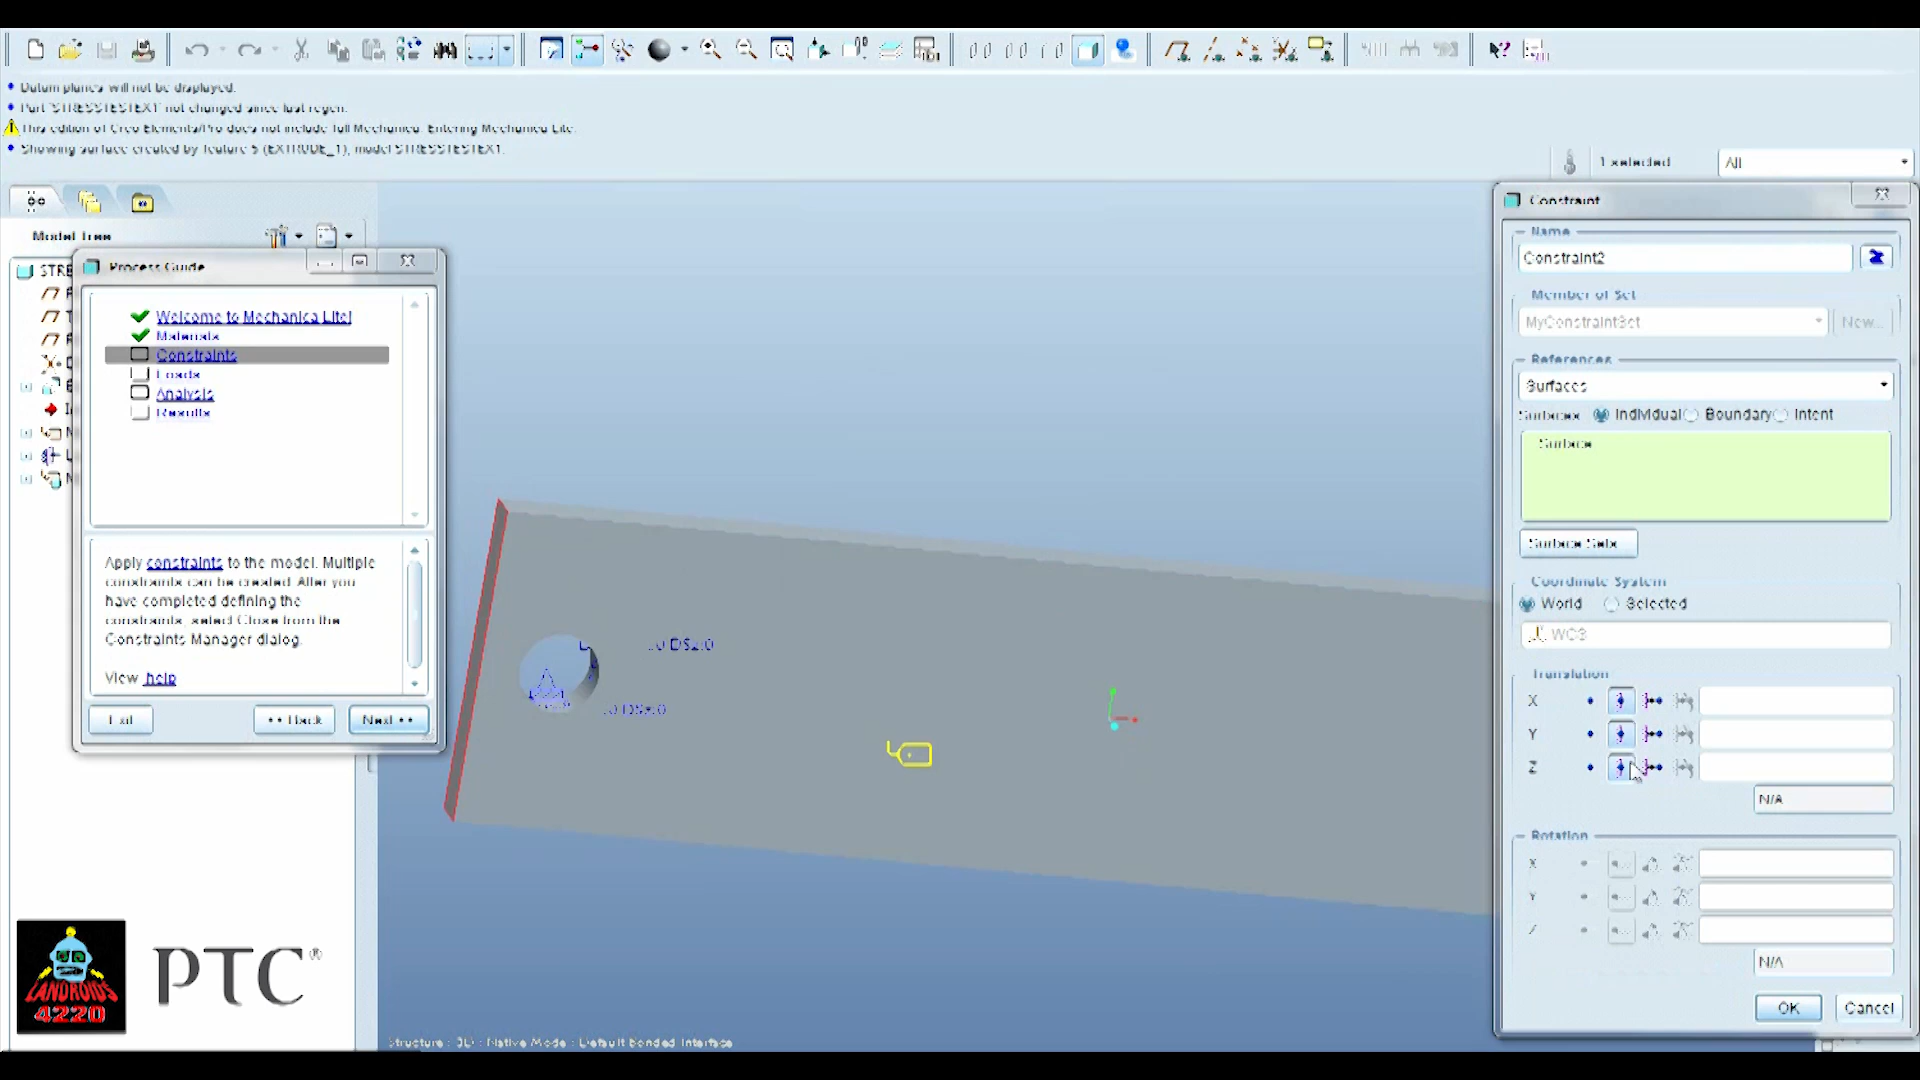 Datum planes will not be displayed.
Part 'STRESSTESTEX1' not changed since last regen.
This edition of Creo Elements/Pro does not include full Mechanica. Entering Mechanica Lite.
Showing surface created by feature 5 (EXTRUDE_1), model STRESSTESTEX1.
1 selected
All
Model Tree
STRE
Process Guide
Welcome to Mechanica Lite!
Materials
Constraints
Loads
Analysis
Results
Apply constraints to the model. Multiple
constraints can be created. After you
have completed defining the
constraints, select Close from the
Constraints Manager dialog.
View help
Exit
Back
Next
Constraint
Name
Constraint2
Member of Set
MyConstraintSet
New...
References
Surfaces
Surfaces Individual Boundary Intent
Surface
Surface Sets
Coordinate System
World Selected
WCS
Translation
X
Y
Z
N/A
Rotation
X
Y
Z
N/A
OK Cancel
LANDROIDS
4220
PTC®
Structure : 3D : Native Mode : Default bonded interface